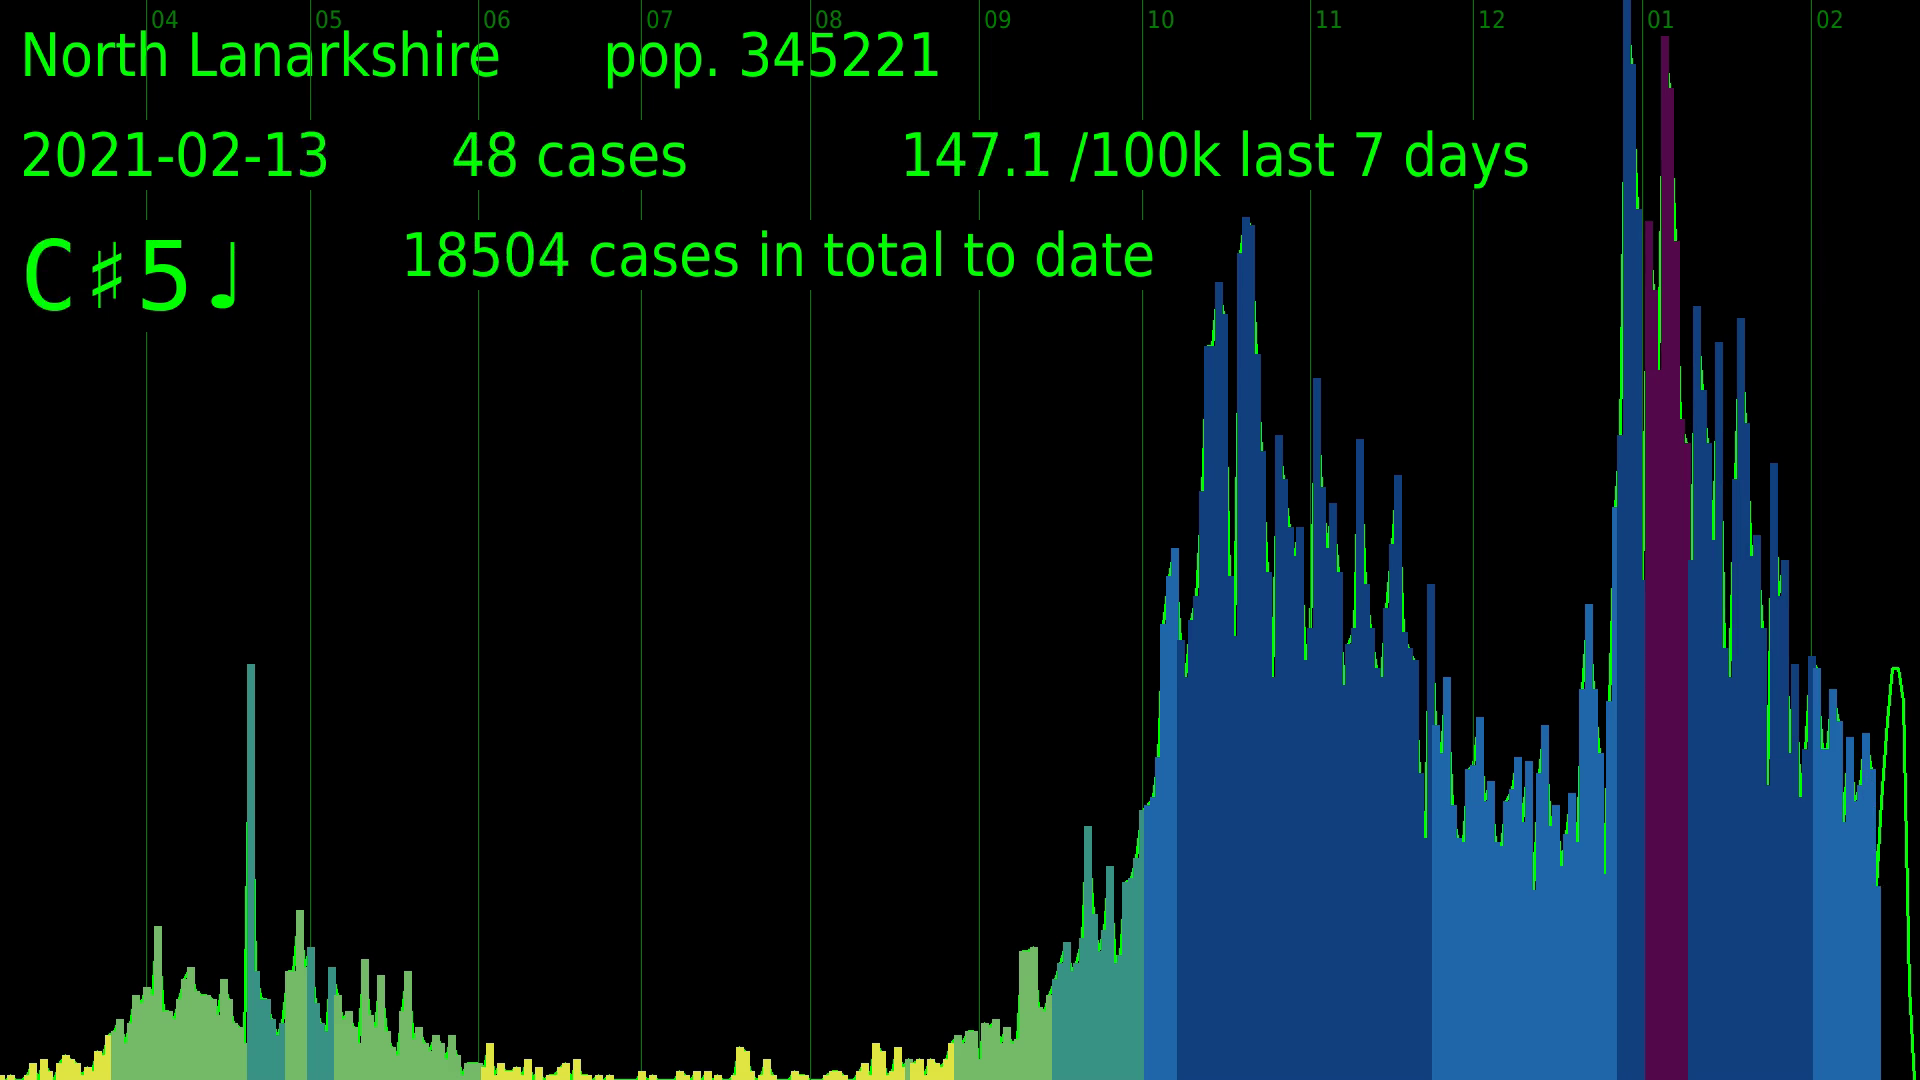 04 05 06 07 08 09 10 11 12 01 02
North Lanarkshire pop. 345221
2021-02-13 48 cases 147.1 /100k last 7 days
C♯5♩ 18504 cases in total to date